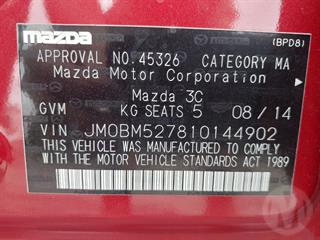 mazda (BPD8)
APPROVAL NO.45326 CATEGORY MA
Mazda Motor Corporation
Mazda 3C
GVM KG SEATS 5 08/14
VIN JM0BM527810144902
THIS VEHICLE WAS MANUFACTURED TO COMPLY
WITH THE MOTOR VEHICLE STANDARDS ACT 1989